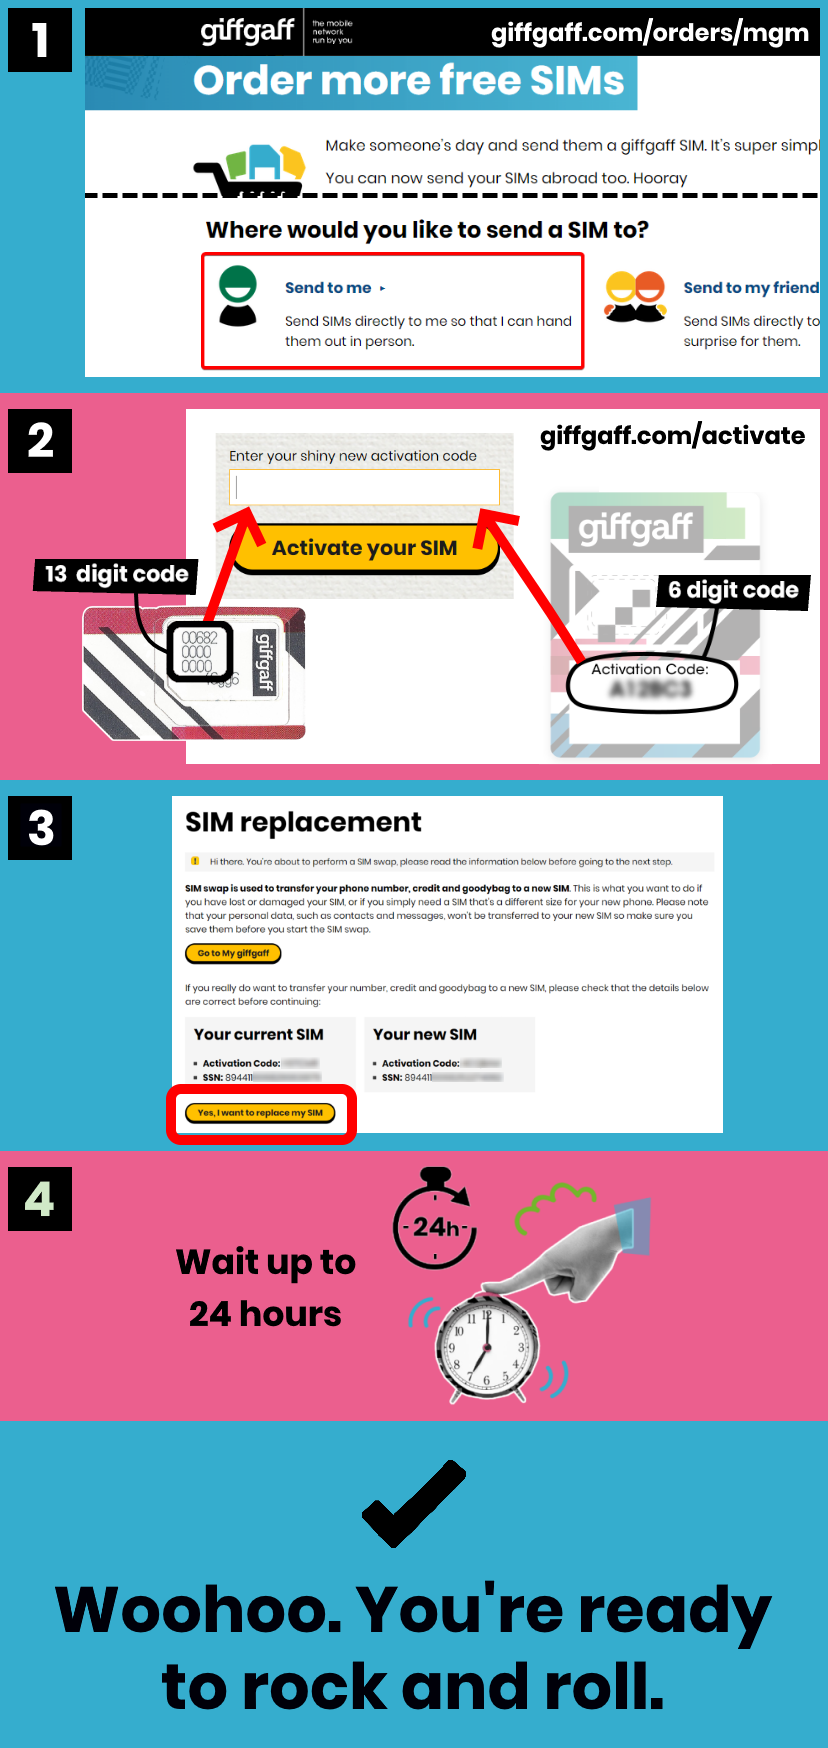 1
giffgaff
the mobile
network
run by you
giffgaff.com/orders/mgm
Order more free SIMs
Make someone's day and send them a giffgaff SIM. It's super simpl
You can now send your SIMs abroad too. Hooray
Where would you like to send a SIM to?
Send to me ▸
Send SIMs directly to me so that I can hand
them out in person.
Send to my friend
Send SIMs directly to
surprise for them.
2
giffgaff.com/activate
Enter your shiny new activation code
Activate your SIM
13 digit code
00682
0000
0000
giffgaff
giffgaff
6 digit code
Activation Code:
A12BC3
3
SIM replacement
Hi there. You're about to perform a SIM swap, please read the information below before going to the next step.
SIM swap is used to transfer your phone number, credit and goodybag to a new SIM. This is what you want to do if
you have lost or damaged your SIM, or if you simply need a SIM that's a different size for your new phone. Please note
that your personal data, such as contacts and messages, won't be transferred to your new SIM so make sure you
save them before you start the SIM swap.
Go to My giffgaff
If you really do want to transfer your number, credit and goodybag to a new SIM, please check that the details below
are correct before continuing:
Your current SIM
Activation Code:
SSN: 894411
Your new SIM
Activation Code:
SSN: 894411
Yes, I want to replace my SIM
4
Wait up to
24 hours
24h
12
1
2
3
4
5
6
7
8
9
10
11
Woohoo. You're ready
to rock and roll.